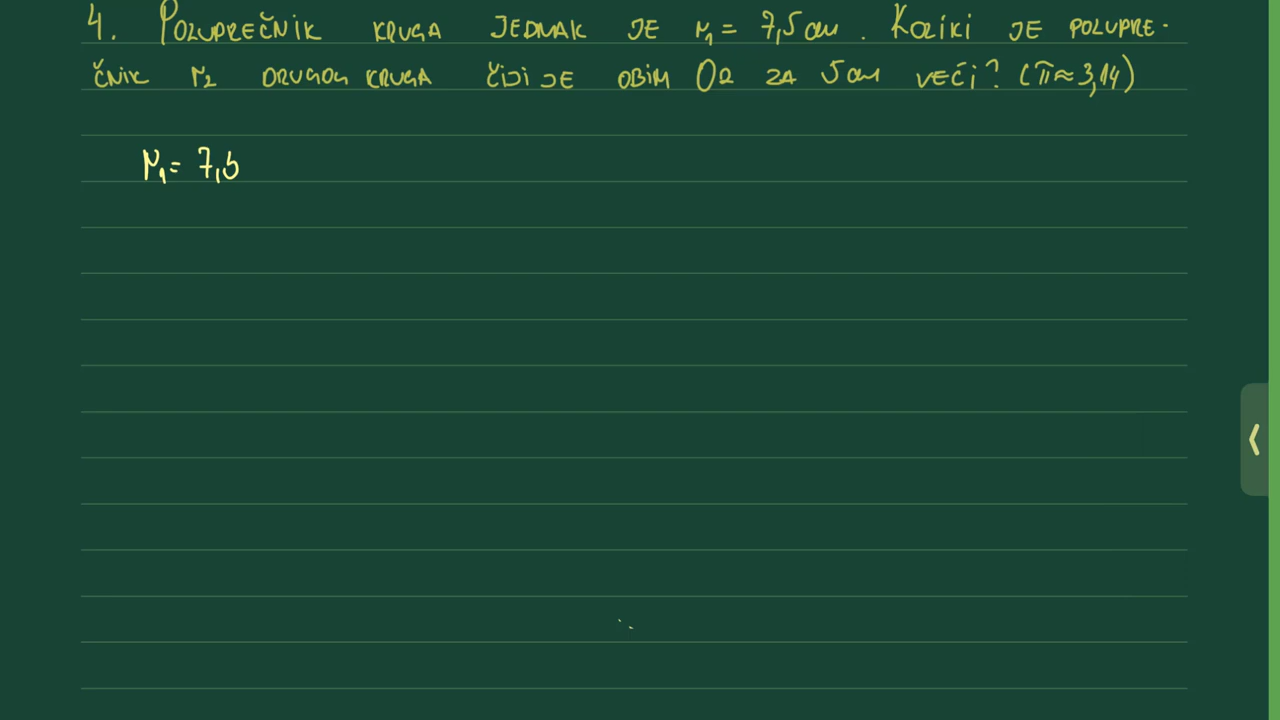 4. POLUPREČNIK KRUGA JEDNAK JE r₁ = 7,5 cm. KOLIKI JE POLUPRE-
ČNIK r₂ DRUGOG KRUGA ČIJI JE OBIM O₂ ZA 5 cm VEĆI? (π≈3,14)
r₁ = 7,5